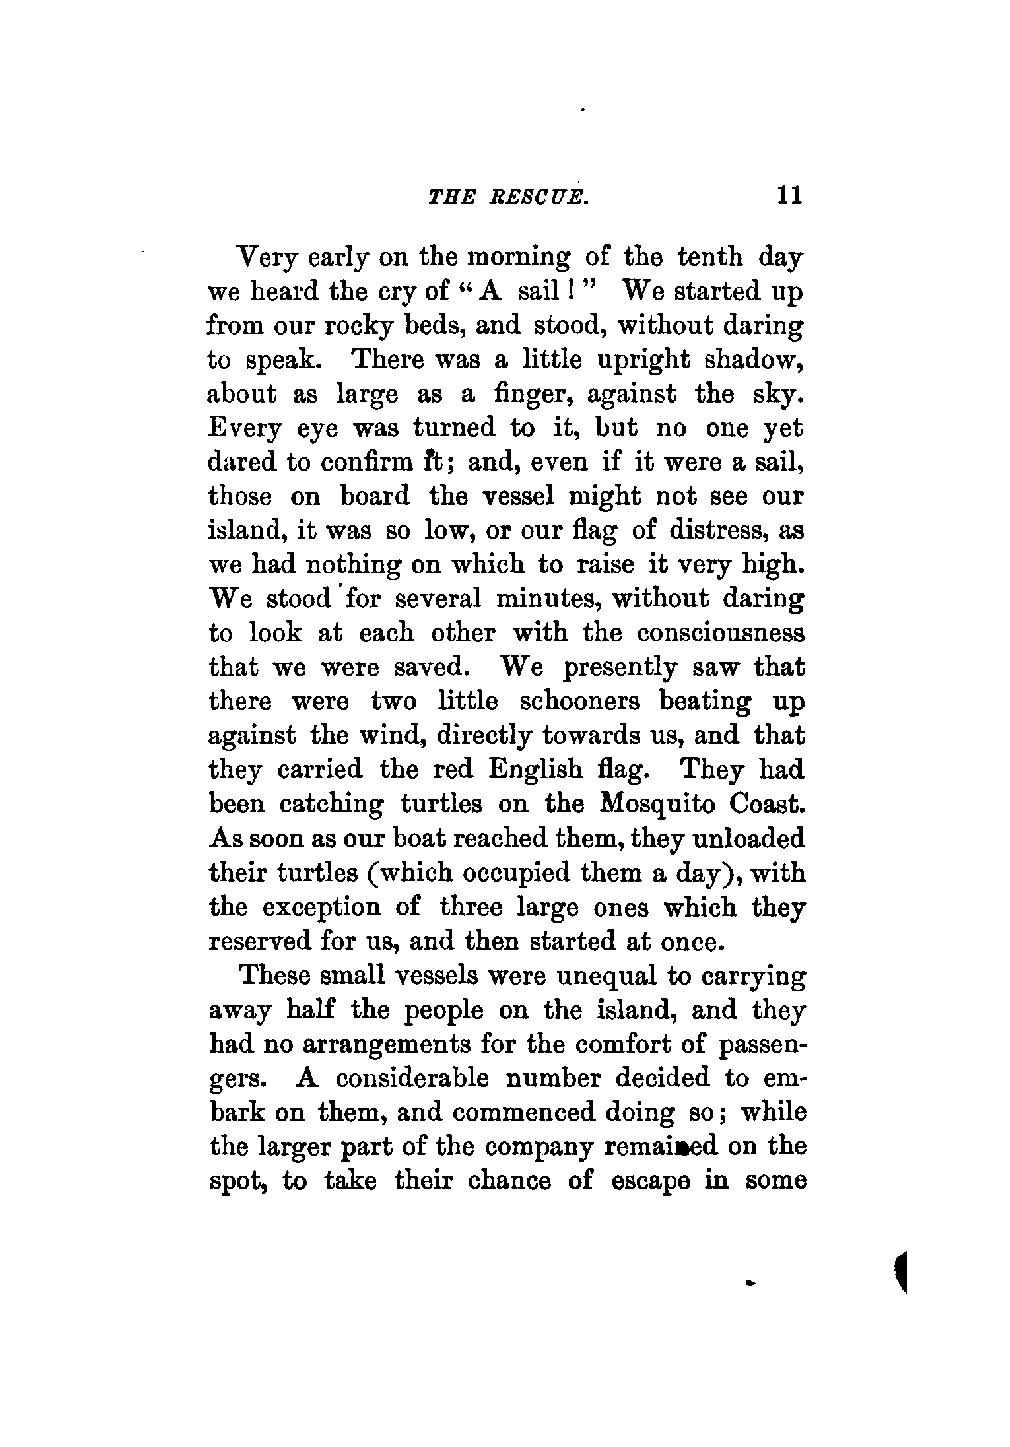 THE RESCUE. 11
Very early on the morning of the tenth day
we heard the cry of “A sail!” We started up
from our rocky beds, and stood, without daring
to speak. There was a little upright shadow,
about as large as a finger, against the sky.
Every eye was turned to it, but no one yet
dared to confirm it; and, even if it were a sail,
those on board the vessel might not see our
island, it was so low, or our flag of distress, as
we had nothing on which to raise it very high.
We stood for several minutes, without daring
to look at each other with the consciousness
that we were saved. We presently saw that
there were two little schooners beating up
against the wind, directly towards us, and that
they carried the red English flag. They had
been catching turtles on the Mosquito Coast.
As soon as our boat reached them, they unloaded
their turtles (which occupied them a day), with
the exception of three large ones which they
reserved for us, and then started at once.
These small vessels were unequal to carrying
away half the people on the island, and they
had no arrangements for the comfort of passen-
gers. A considerable number decided to em-
bark on them, and commenced doing so; while
the larger part of the company remained on the
spot, to take their chance of escape in some